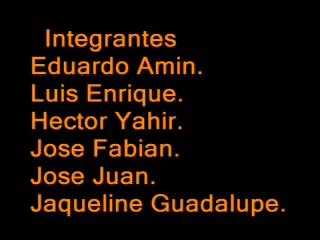 Integrantes
Eduardo Amin.
Luis Enrique.
Hector Yahir.
Jose Fabian.
Jose Juan.
Jaqueline Guadalupe.